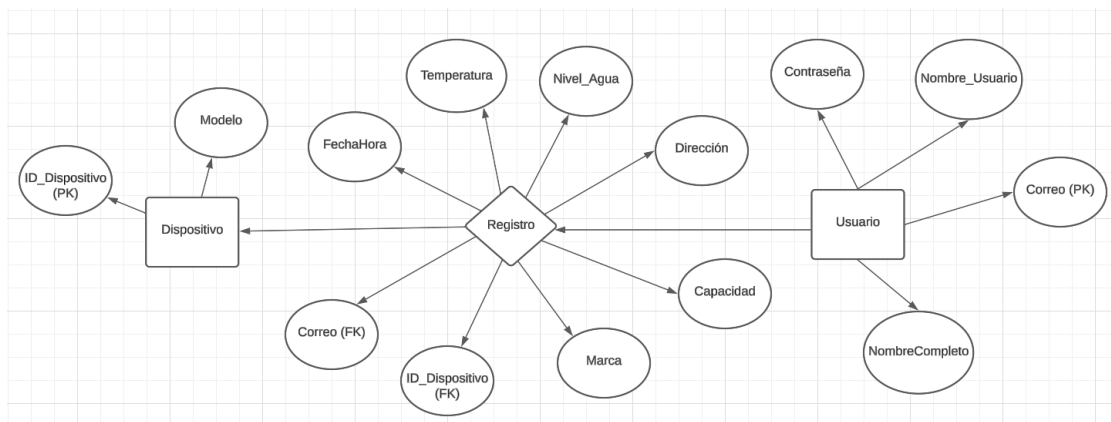 Temperatura
Nivel_Agua
Contraseña
Nombre_Usuario
Modelo
FechaHora
Dirección
ID_Dispositivo
(PK)
Correo (PK)
Dispositivo
Registro
Usuario
Capacidad
Correo (FK)
Marca
NombreCompleto
ID_Dispositivo
(FK)